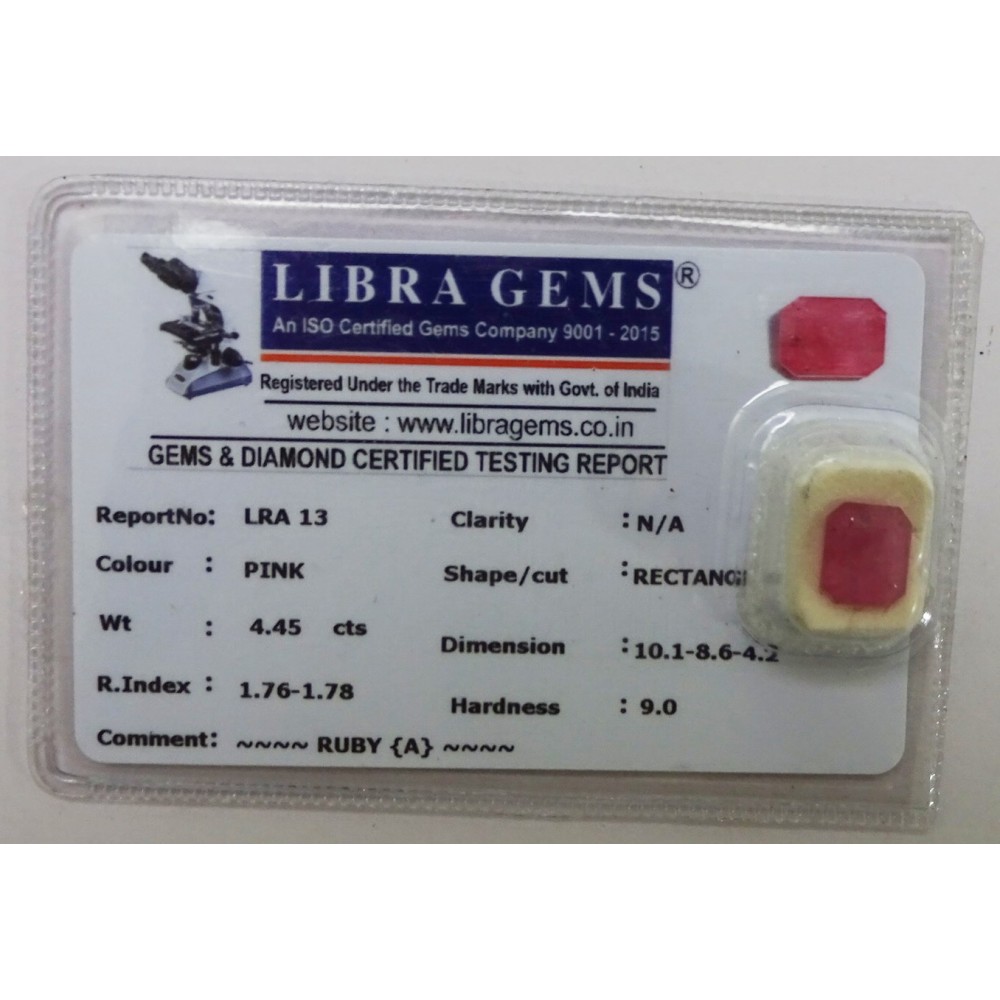 LIBRA GEMS®
An ISO Certified Gems Company 9001 - 2015
Registered Under the Trade Marks with Govt. of India
website : www.libragems.co.in
GEMS & DIAMOND CERTIFIED TESTING REPORT
ReportNo: LRA 13
Clarity : N/A
Colour : PINK
Shape/cut :
Wt : 4.45 cts
Dimension : 10.1-8.6-4.2
R.Index : 1.76-1.78
Hardness : 9.0
Comment: ~~~~ RUBY {A} ~~~~